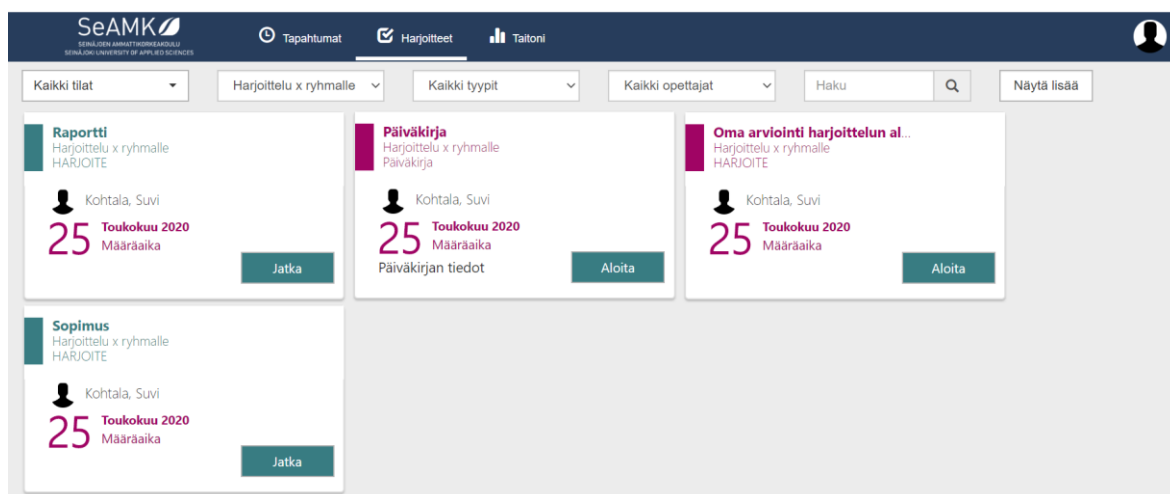 SeAMK
SEINÄJOEN AMMATTIKORKEAKOULU
SEINÄJOKI UNIVERSITY OF APPLIED SCIENCES
Tapahtumat
Harjoitteet
Taitoni
Kaikki tilat
Harjoittelu x ryhmalle
Kaikki tyypit
Kaikki opettajat
Haku
Näytä lisää
Raportti
Harjoittelu x ryhmalle
HARJOITE
Kohtala, Suvi
25 Toukokuu 2020
Määräaika
Jatka
Päiväkirja
Harjoittelu x ryhmalle
Päiväkirja
Kohtala, Suvi
25 Toukokuu 2020
Määräaika
Päiväkirjan tiedot
Aloita
Oma arviointi harjoittelun al...
Harjoittelu x ryhmalle
HARJOITE
Kohtala, Suvi
25 Toukokuu 2020
Määräaika
Aloita
Sopimus
Harjoittelu x ryhmalle
HARJOITE
Kohtala, Suvi
25 Toukokuu 2020
Määräaika
Jatka